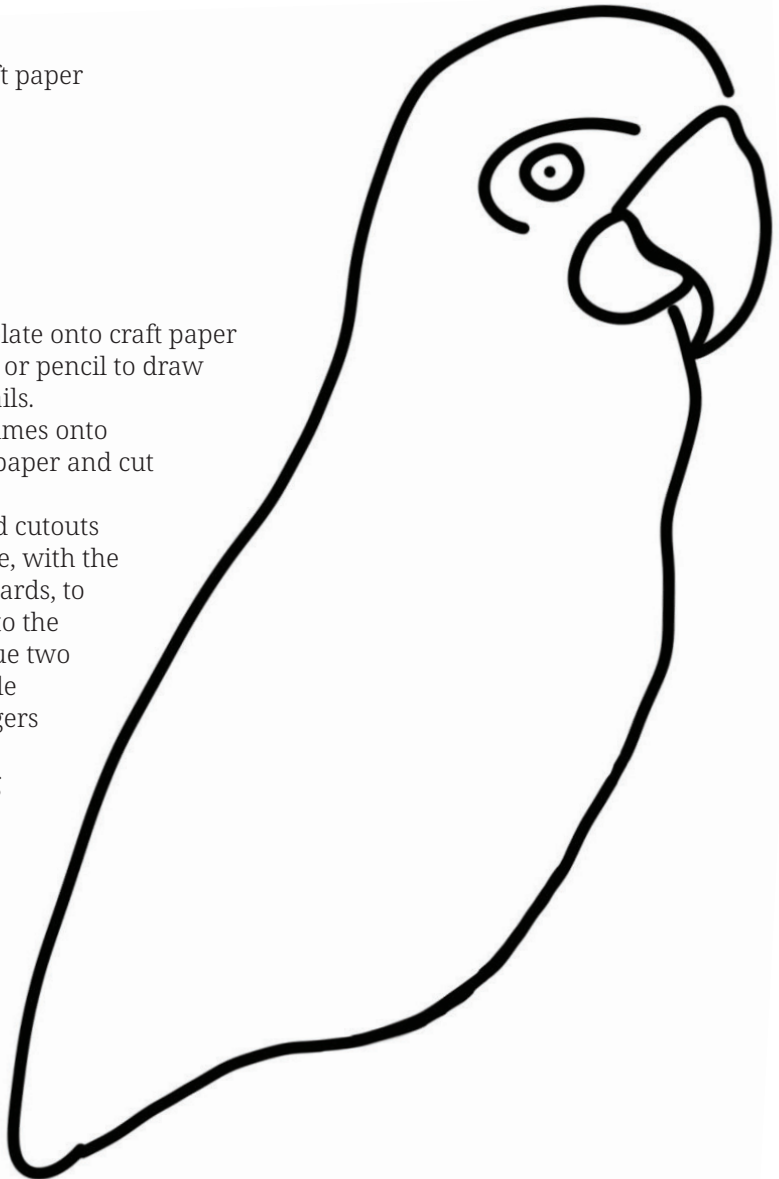 t paper
late onto craft paper
or pencil to draw
ils.
mes onto
paper and cut
d cutouts
e, with the
ards, to
to the
ue two
le
gers